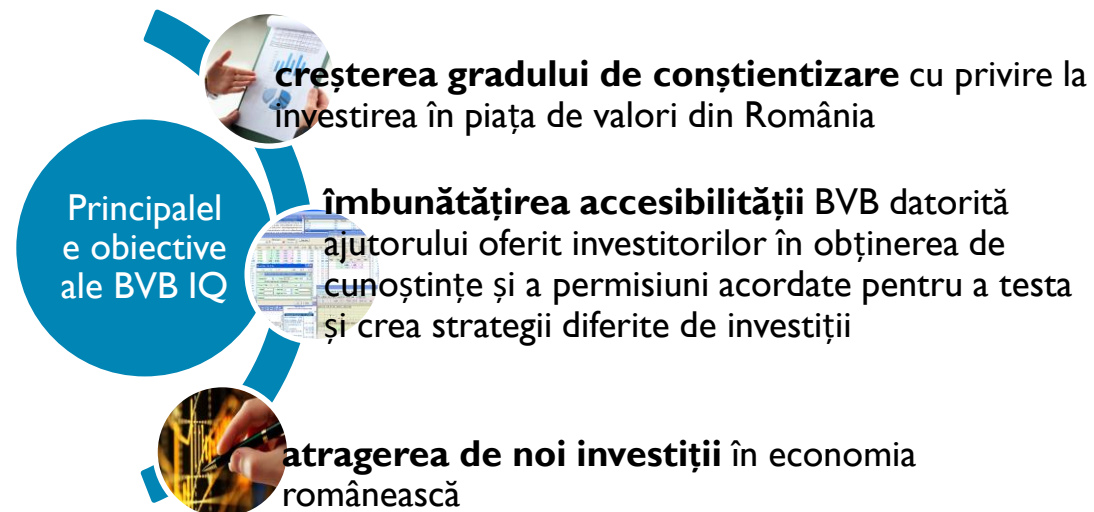 Principalel
e obiective
ale BVB IQ
creșterea gradului de conștientizare cu privire la
investirea în piața de valori din România
îmbunătățirea accesibilității BVB datorită
ajutorului oferit investitorilor în obținerea de
cunoștințe și a permisiuni acordate pentru a testa
și crea strategii diferite de investiții
atragerea de noi investiții în economia
românească